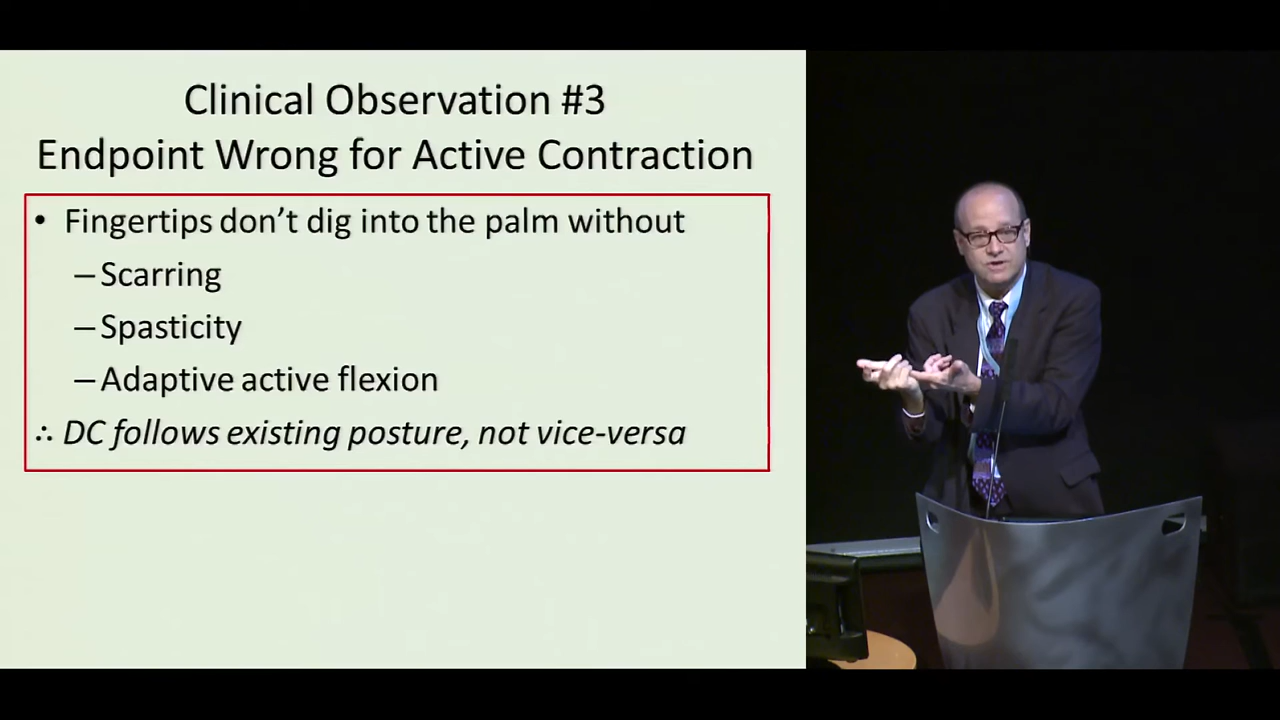 Clinical Observation #3
Endpoint Wrong for Active Contraction
• Fingertips don’t dig into the palm without
– Scarring
– Spasticity
– Adaptive active flexion
∴ DC follows existing posture, not vice-versa